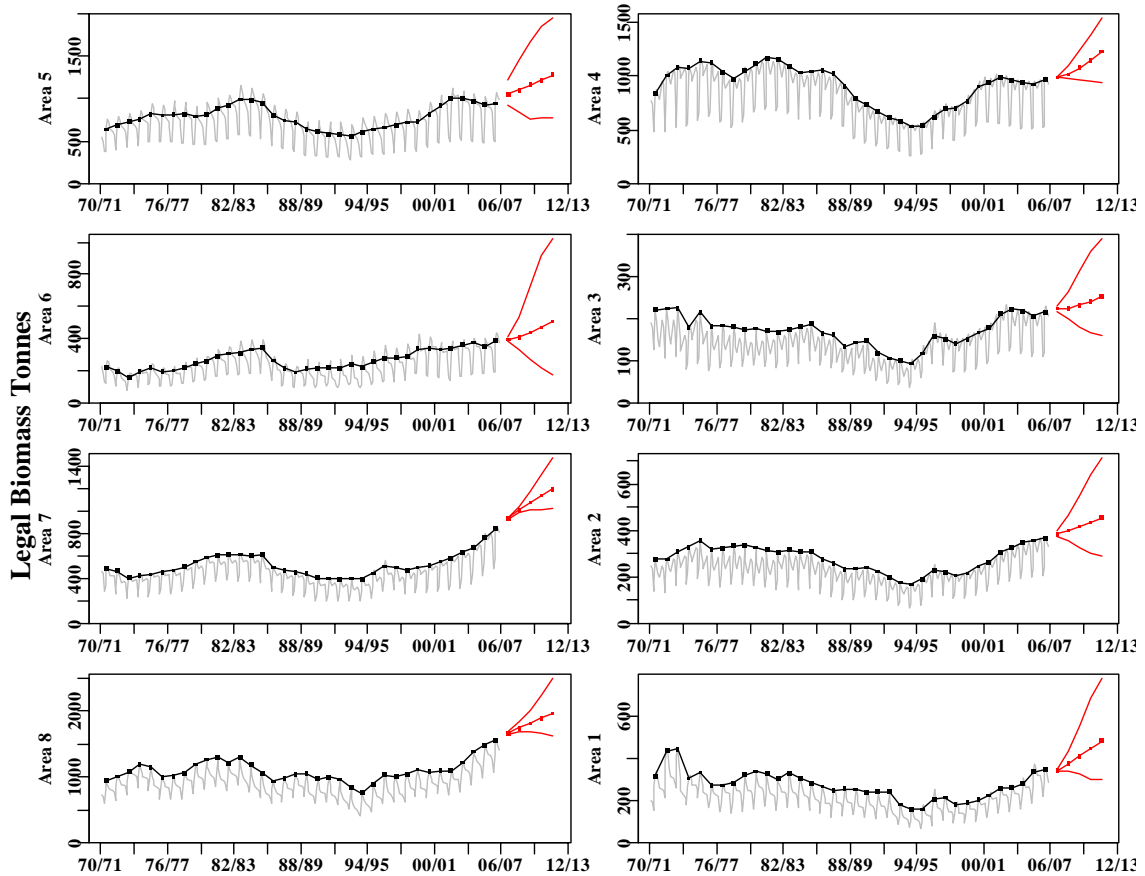 Legal Biomass Tonnes
Area 5
0 500 1500
70/71 76/77 82/83 88/89 94/95 00/01 06/07 12/13
Area 4
0 500 1000 1500
70/71 76/77 82/83 88/89 94/95 00/01 06/07 12/13
Area 6
0 400 800
70/71 76/77 82/83 88/89 94/95 00/01 06/07 12/13
Area 3
0 100 300
70/71 76/77 82/83 88/89 94/95 00/01 06/07 12/13
Area 7
0 400 800 1400
70/71 76/77 82/83 88/89 94/95 00/01 06/07 12/13
Area 2
0 200 400 600
70/71 76/77 82/83 88/89 94/95 00/01 06/07 12/13
Area 8
0 1000 2000
70/71 76/77 82/83 88/89 94/95 00/01 06/07 12/13
Area 1
0 200 600
70/71 76/77 82/83 88/89 94/95 00/01 06/07 12/13